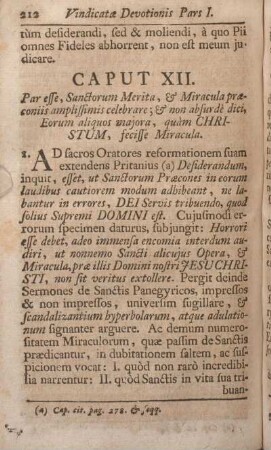 212 Vindicatæ Devotionis Pars I.
tùm desiderandi, sed & moliendi, à quo Pii
omnes Fideles abhorrent, non est meum ju-
dicare.
CAPUT XII.
Par esse, Sanctorum Merita, & Miracula præ-
coniis amplissimis celebrare; & non absurdè dici,
Eorum aliquos majora, quàm CHRI-
STUM, fecisse Miracula.
1. AD sacros Oratores reformationem suam
extendens Pritanius (a) Desiderandum,
inquit, esset, ut Sanctorum Præcones in eorum
laudibus cautiorem modum adhibeant, ne la-
bantur in errores, DEI Servis tribuendo, quod
solius Supremi DOMINI est. Cujusmodi er-
rorum specimen daturus, subjungit: Horrori
esse debet, adeo immensa encomia interdum au-
diri, ut nonnemo Sancti alicujus Opera, &
Miracula, præ illis Domini nostri JESU CHRI-
STI, non sit veritus extollere. Pergit deinde
Sermones de Sanctis Panegyricos, impressos
& non impressos, universim sugillare, &
scandalizantium hyperbolarum, atque adulatio-
num signanter arguere. Ac demum numero-
sitatem Miraculorum, quæ passim de Sanctis
prædicantur, in dubitationem saltem, ac sus-
picionem vocat: I. quòd non rarò incredibi-
lia narrentur: II. quòd Sanctis in vita sua tri-
buan-
(a) Cap. cit. pag. 278. & seqq.